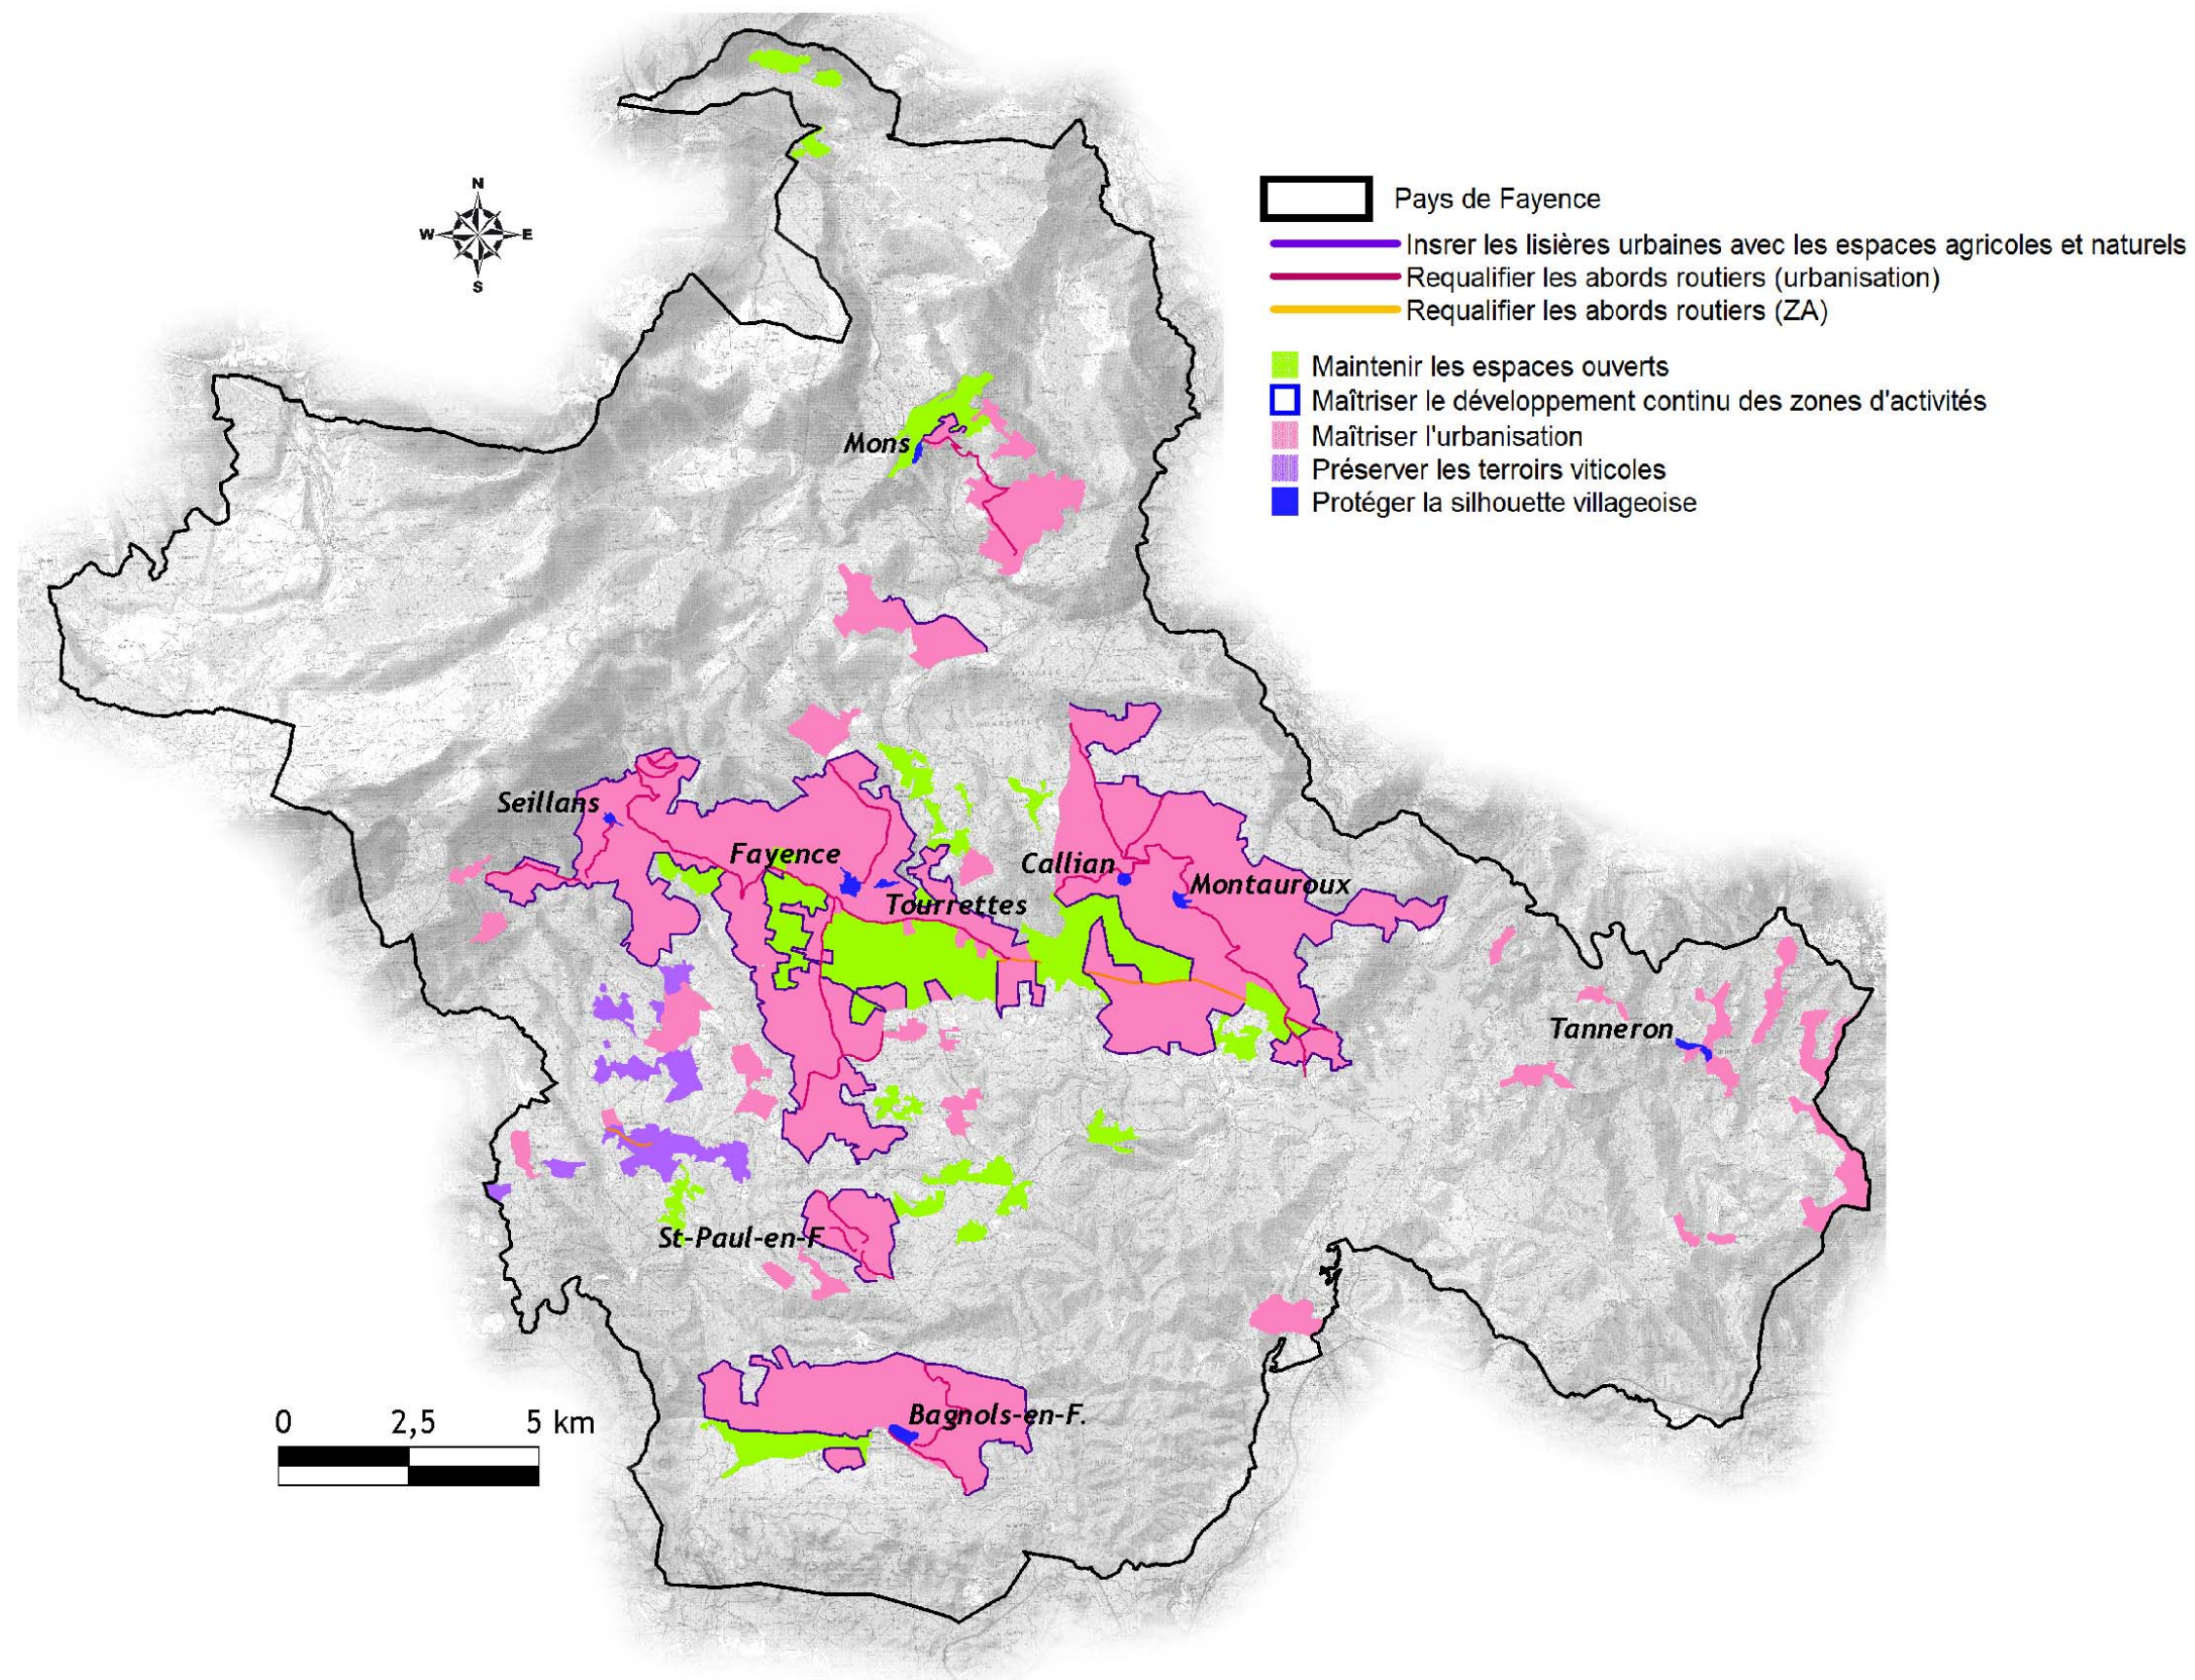 N
W E
S
Pays de Fayence
Insrer les lisières urbaines avec les espaces agricoles et naturels
Requalifier les abords routiers (urbanisation)
Requalifier les abords routiers (ZA)
Maintenir les espaces ouverts
Maîtriser le développement continu des zones d'activités
Maîtriser l'urbanisation
Préserver les terroirs viticoles
Protéger la silhouette villageoise
Mons
Seillans
Fayence
Callian
Montauroux
Tourrettes
Tanneron
St-Paul-en-F.
Bagnols-en-F.
0 2,5 5 km